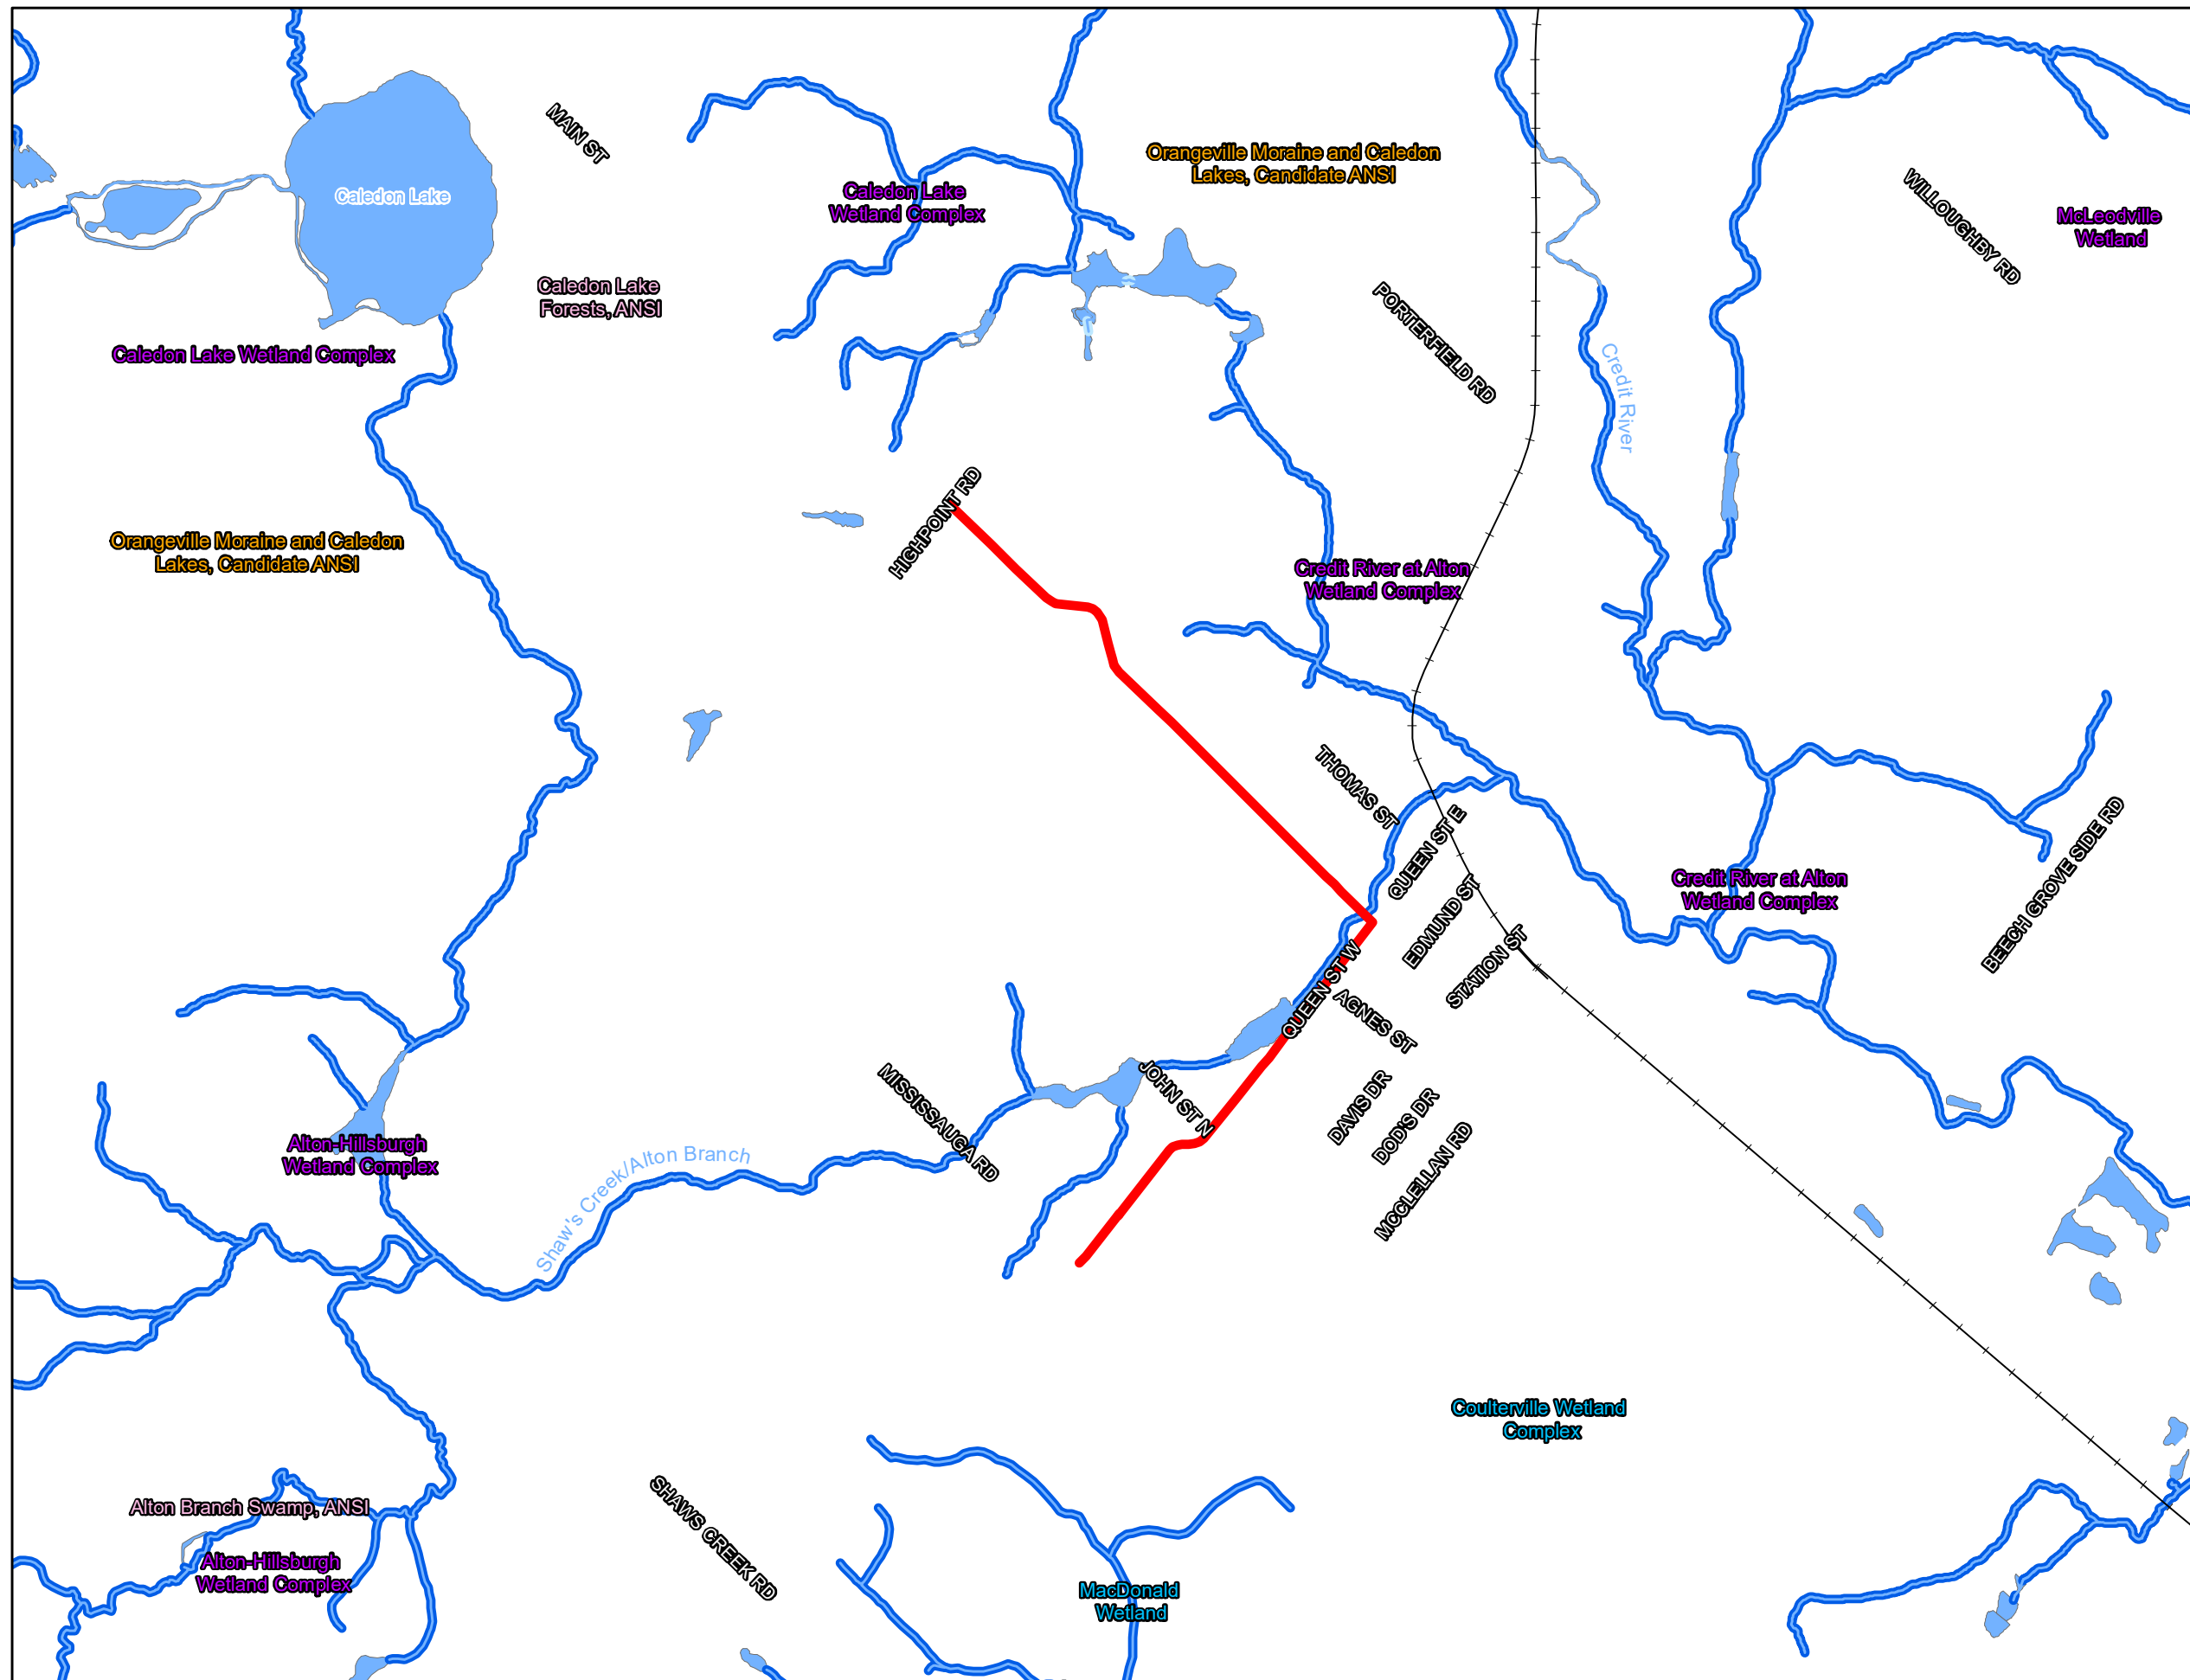 MAIN ST
Orangeville Moraine and Caledon
Lakes, Candidate ANSI
Caledon Lake
Caledon Lake
Wetland Complex
WILLOUGHBY RD
McLeodville
Wetland
Caledon Lake
Forests, ANSI
PORTERFIELD RD
Caledon Lake Wetland Complex
Credit River
HIGHPOINT RD
Orangeville Moraine and Caledon
Lakes, Candidate ANSI
Credit River at Alton
Wetland Complex
THOMAS ST
QUEEN ST E
Credit River at Alton
Wetland Complex
BEECH GROVE SIDE RD
EDMUND ST
STATION ST
QUEEN ST W
AGNES ST
MISSISSAUGA RD
JOHN ST N
DAVIS DR
DOD'S DR
MCCLELLAN RD
Alton-Hillsburgh
Wetland Complex
Shaw's Creek/Alton Branch
Coulterville Wetland
Complex
Alton Branch Swamp, ANSI
SHAWS CREEK RD
Alton-Hillsburgh
Wetland Complex
MacDonald
Wetland